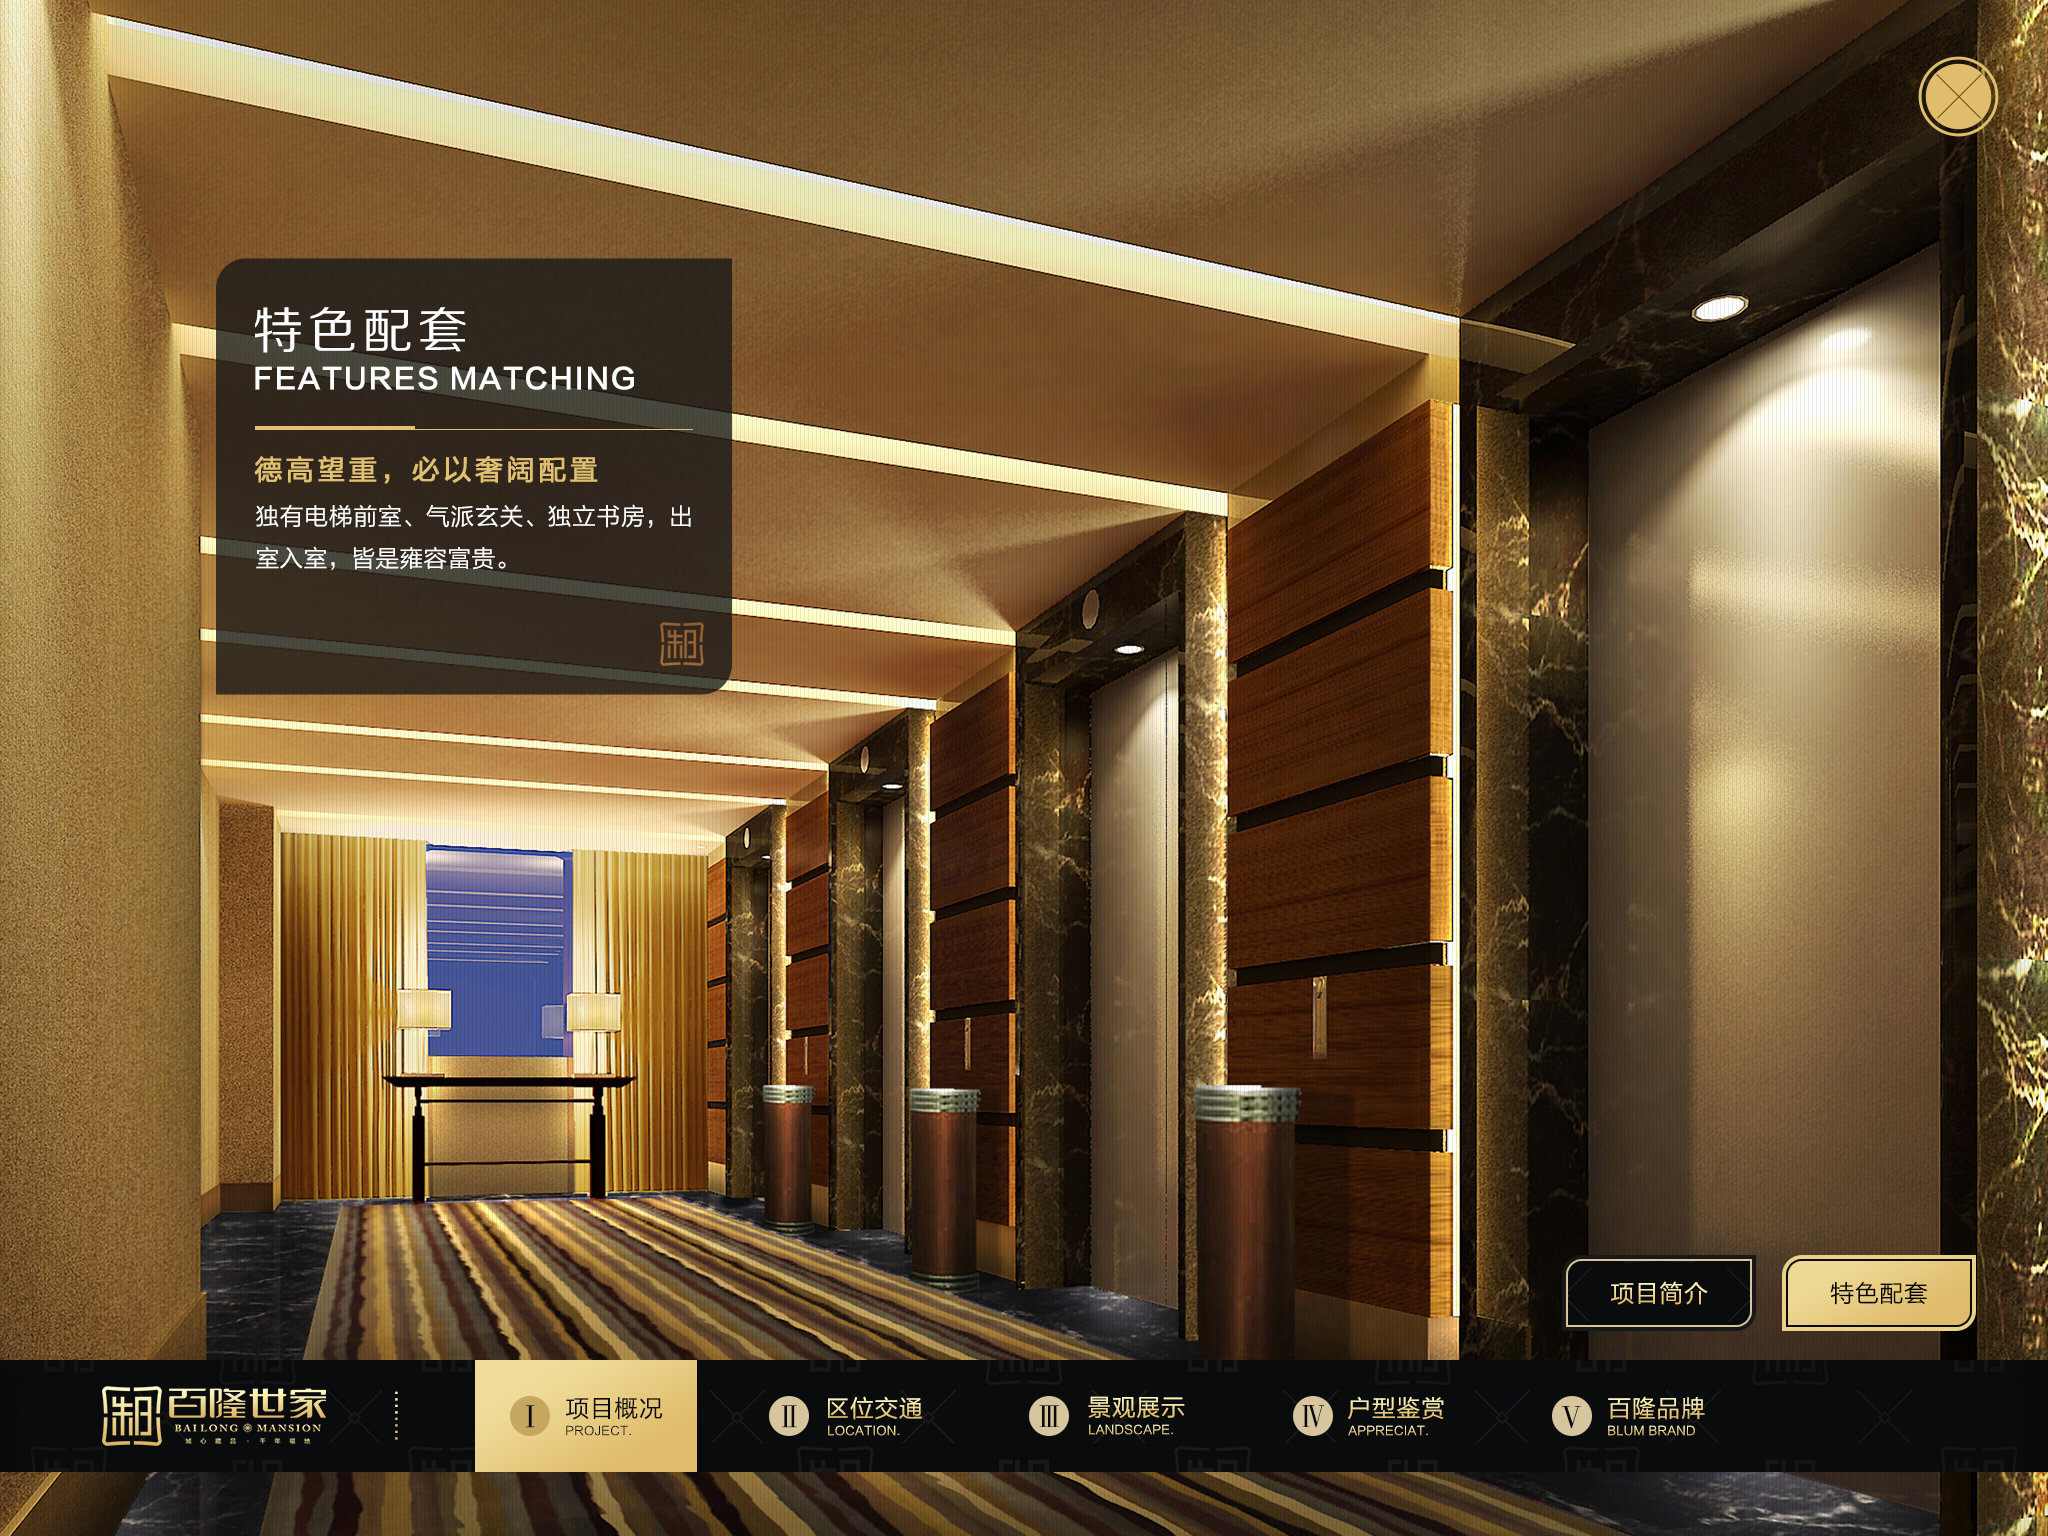 特色配套
FEATURES MATCHING
德高望重，必以奢阔配置
独有电梯前室、气派玄关、独立书房，出
室入室，皆是雍容富贵。
项目简介
特色配套
百隆世家
BAILONG MANSION
I 项目概况
PROJECT.
II 区位交通
LOCATION.
III 景观展示
LANDSCAPE.
IV 户型鉴赏
APPRECIAT.
V 百隆品牌
BLUM BRAND